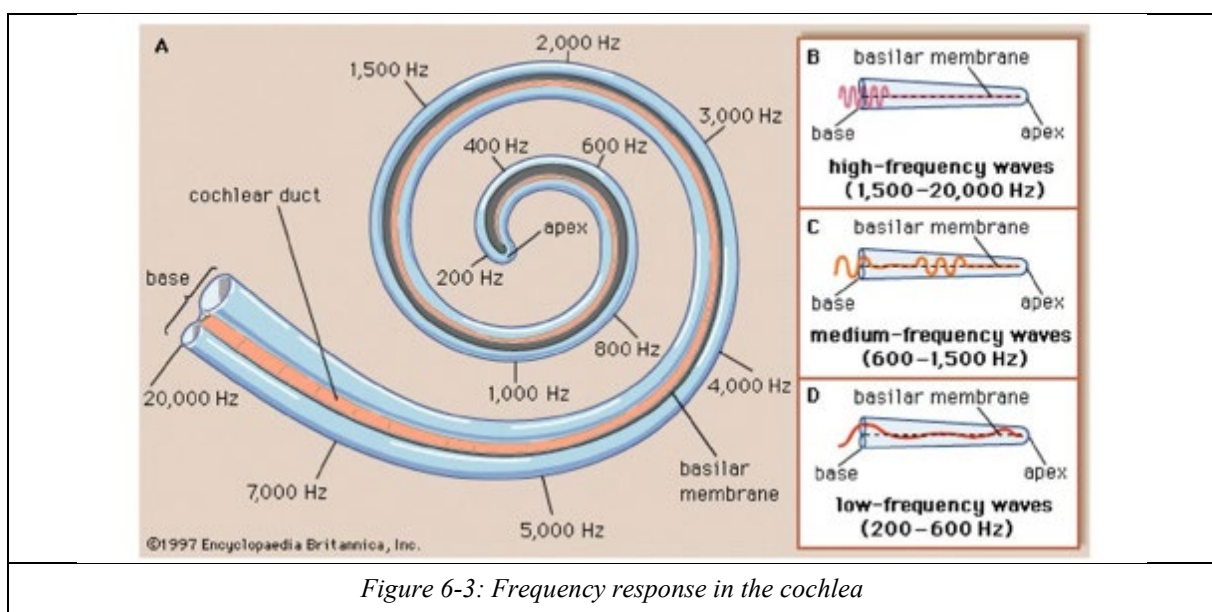 A
2,000 Hz
1,500 Hz
3,000 Hz
400 Hz
600 Hz
cochlear duct
apex
200 Hz
base
800 Hz
4,000 Hz
1,000 Hz
20,000 Hz
basilar
membrane
7,000 Hz
5,000 Hz
©1997 Encyclopaedia Britannica, Inc.
B
basilar membrane
base
apex
high-frequency waves
(1,500–20,000 Hz)
C
basilar membrane
base
apex
medium-frequency waves
(600–1,500 Hz)
D
basilar membrane
base
apex
low-frequency waves
(200–600 Hz)
Figure 6-3: Frequency response in the cochlea